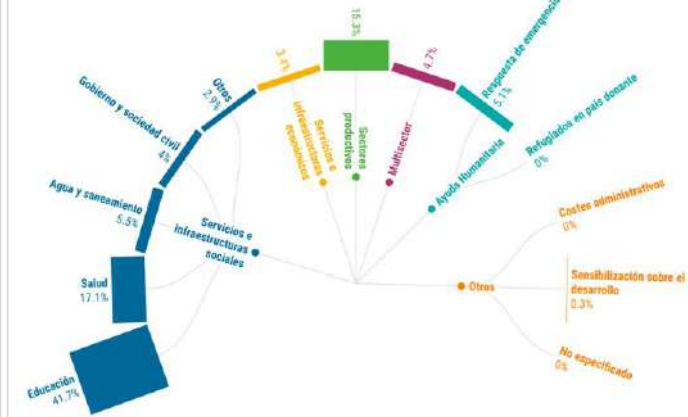 Educación
41.7%
Salud
17.1%
Agua y saneamiento
5.5%
Gobierno y sociedad civil
4%
Otros
2.9%
Servicios e
infraestructuras
sociales
3.4%
Servicios e
infraestructuras
económicos
15.3%
Sectores
productivos
4.7%
Multisector
Respuesta de emergencia
5.1%
Ayuda Humanitaria
Refugiados en país donante
0%
Otros
Costes administrativos
0%
Sensibilización sobre el
desarrollo
0.3%
No especificado
0%